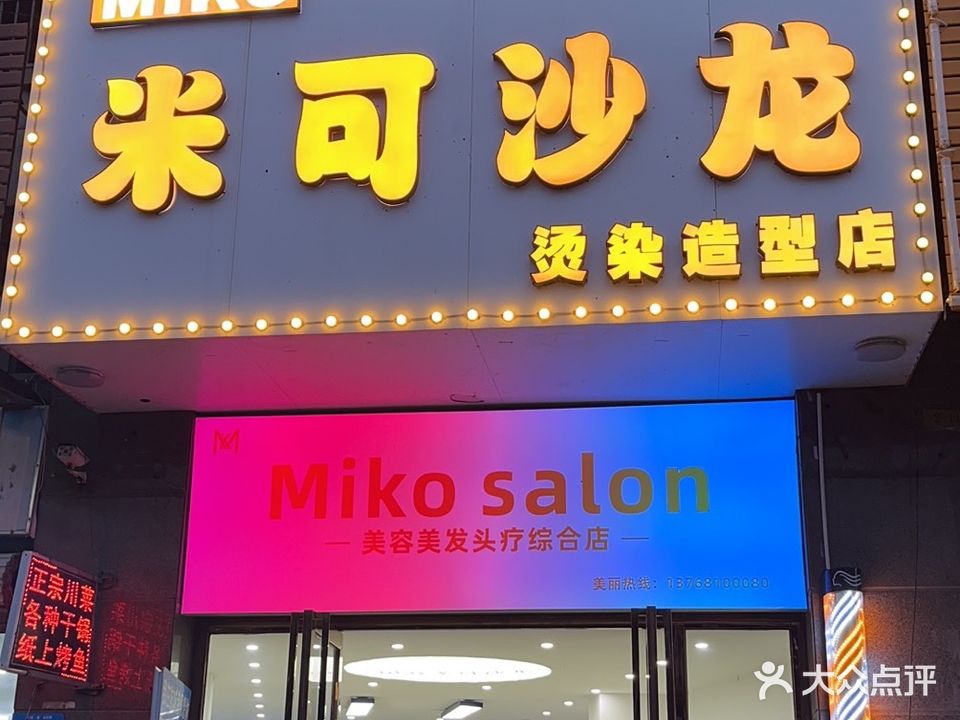 MIKO
米可沙龙
烫染造型店
Miko salon
美容美发头疗综合店
美丽热线：13768100080
正宗川菜
各种干锅
纸上烤鱼
大众点评